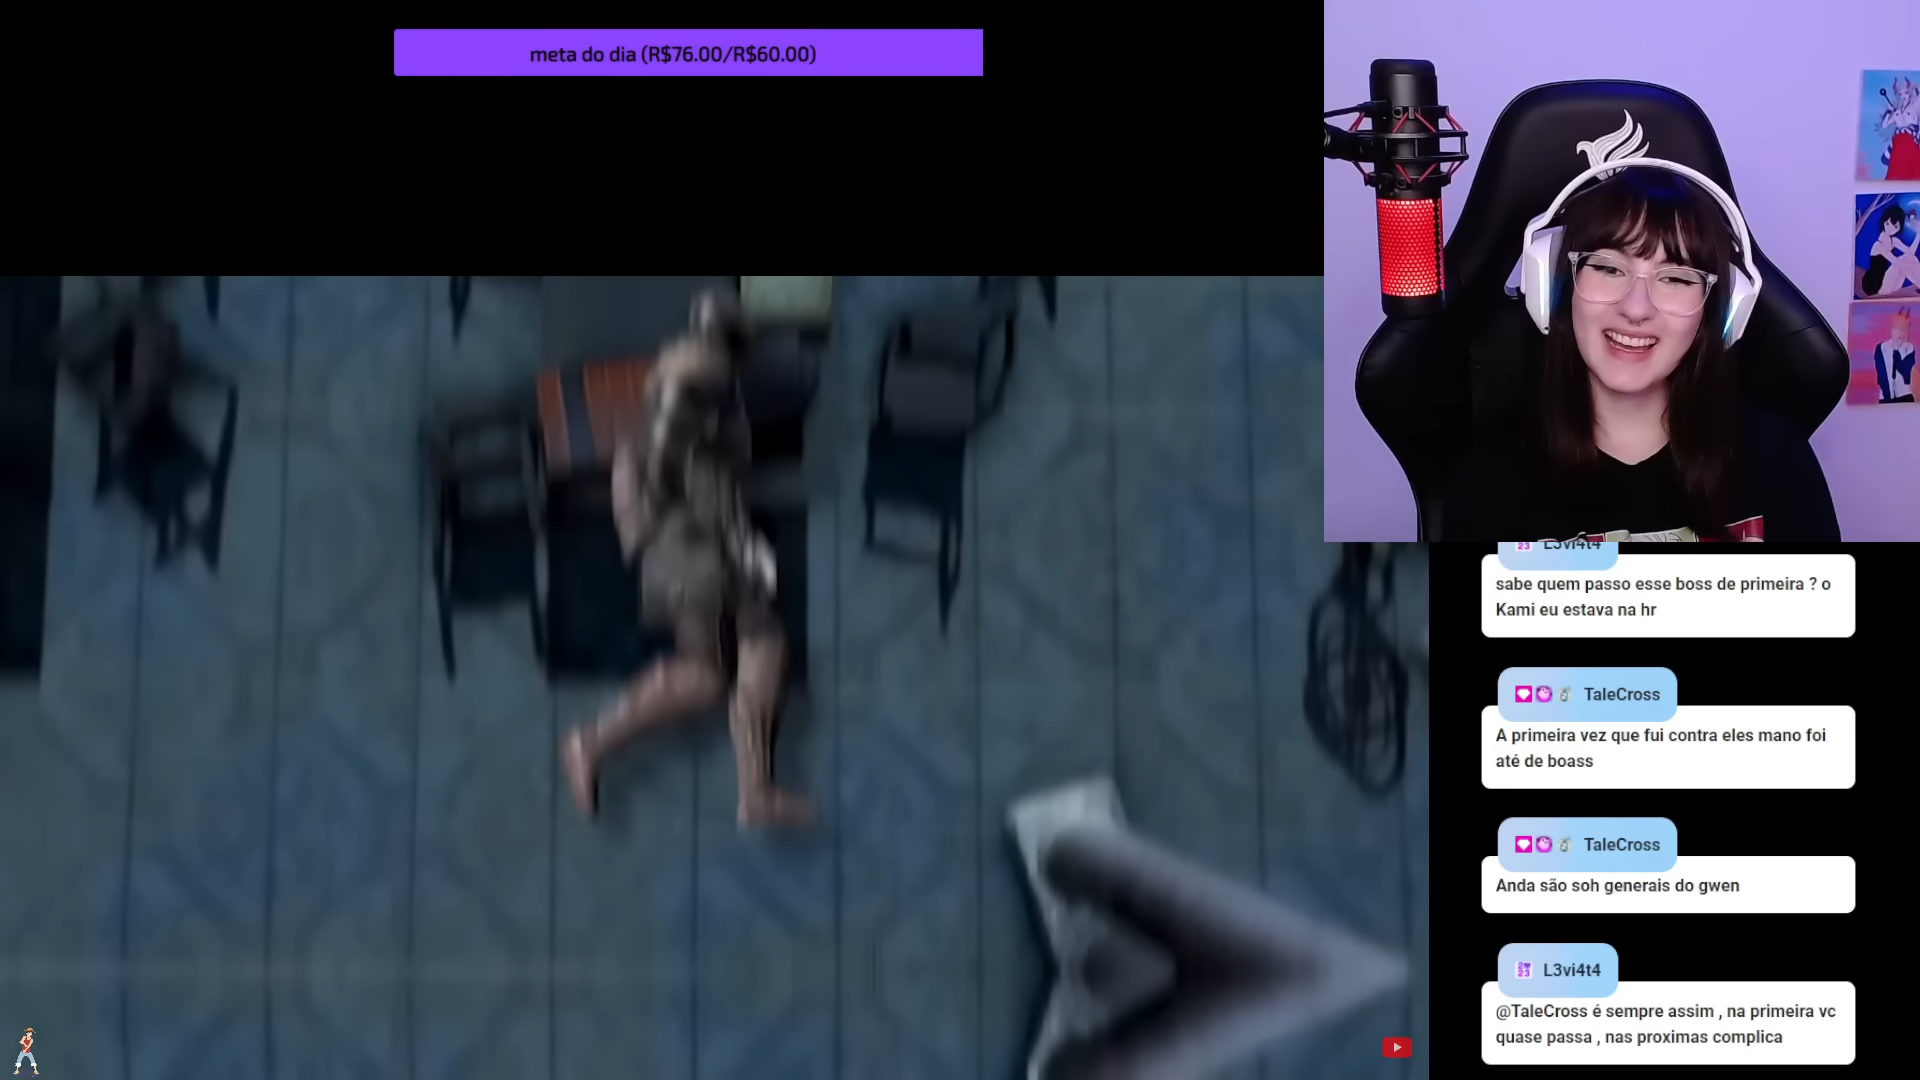 meta do dia (R$76.00/R$60.00)
L3vi4t4
sabe quem passo esse boss de primeira ? o
Kami eu estava na hr
TaleCross
A primeira vez que fui contra eles mano foi
até de boass
TaleCross
Anda são soh generais do gwen
L3vi4t4
@TaleCross é sempre assim , na primeira vc
quase passa , nas proximas complica